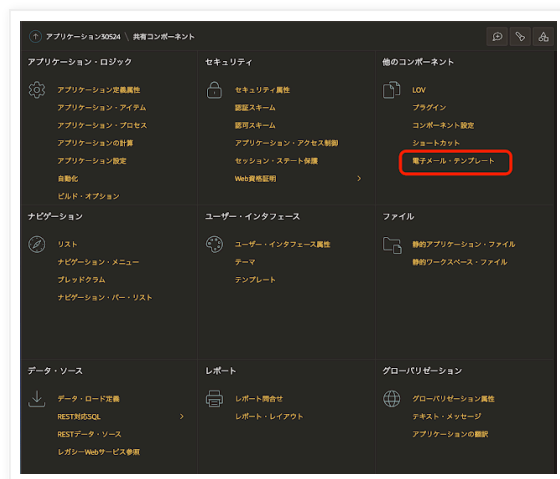 アプリケーション30524 \ 共有コンポーネント
アプリケーション・ロジック
アプリケーション定義属性
アプリケーション・アイテム
アプリケーション・プロセス
アプリケーションの計算
アプリケーション設定
自動化
ビルド・オプション
セキュリティ
セキュリティ属性
認証スキーム
認可スキーム
アプリケーション・アクセス制御
セッション・ステート保護
Web資格証明
他のコンポーネント
LOV
プラグイン
コンポーネント設定
ショートカット
電子メール・テンプレート
ナビゲーション
リスト
ナビゲーション・メニュー
ブレッドクラム
ナビゲーション・バー・リスト
ユーザー・インタフェース
ユーザー・インタフェース属性
テーマ
テンプレート
ファイル
静的アプリケーション・ファイル
静的ワークスペース・ファイル
データ・ソース
データ・ロード定義
REST対応SQL
RESTデータ・ソース
レガシーWebサービス参照
レポート
レポート問合せ
レポート・レイアウト
グローバリゼーション
グローバリゼーション属性
テキスト・メッセージ
アプリケーションの翻訳